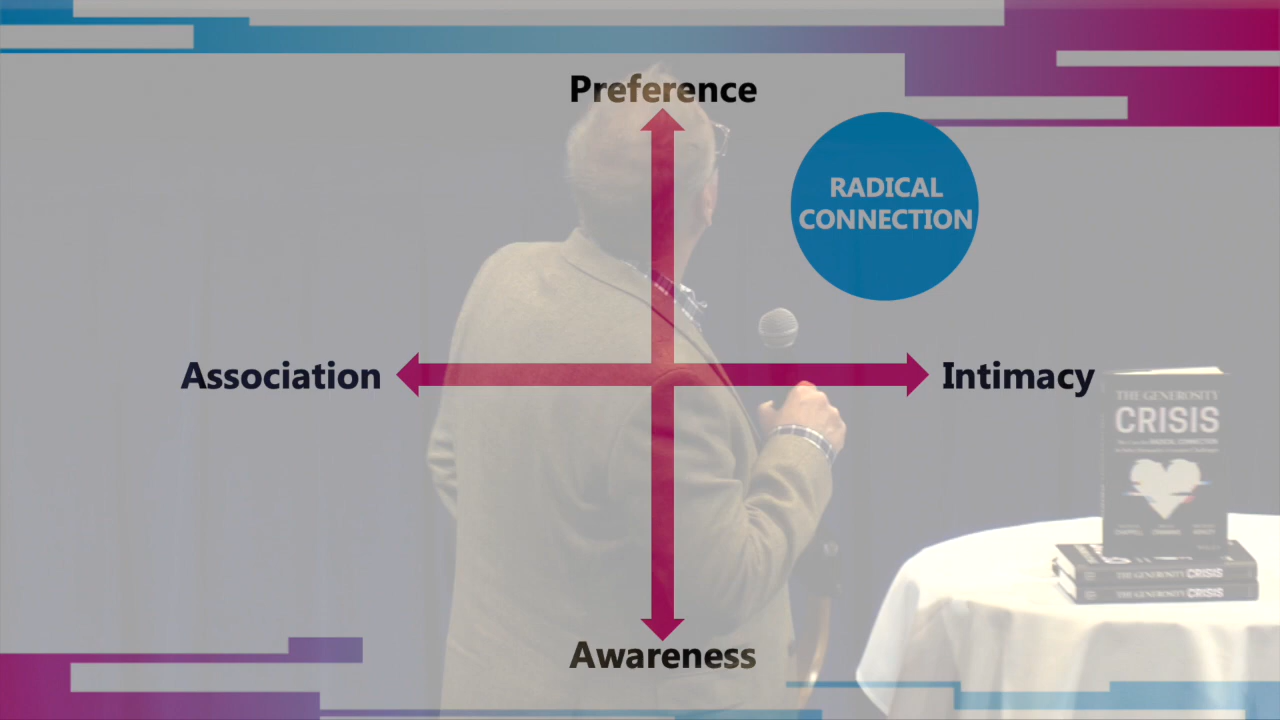 Preference
RADICAL
CONNECTION
Association
Intimacy
THE GENEROSITY
CRISIS
RADICAL CONNECTION
THE GENEROSITY CRISIS
THE GENEROSITY CRISIS
Awareness